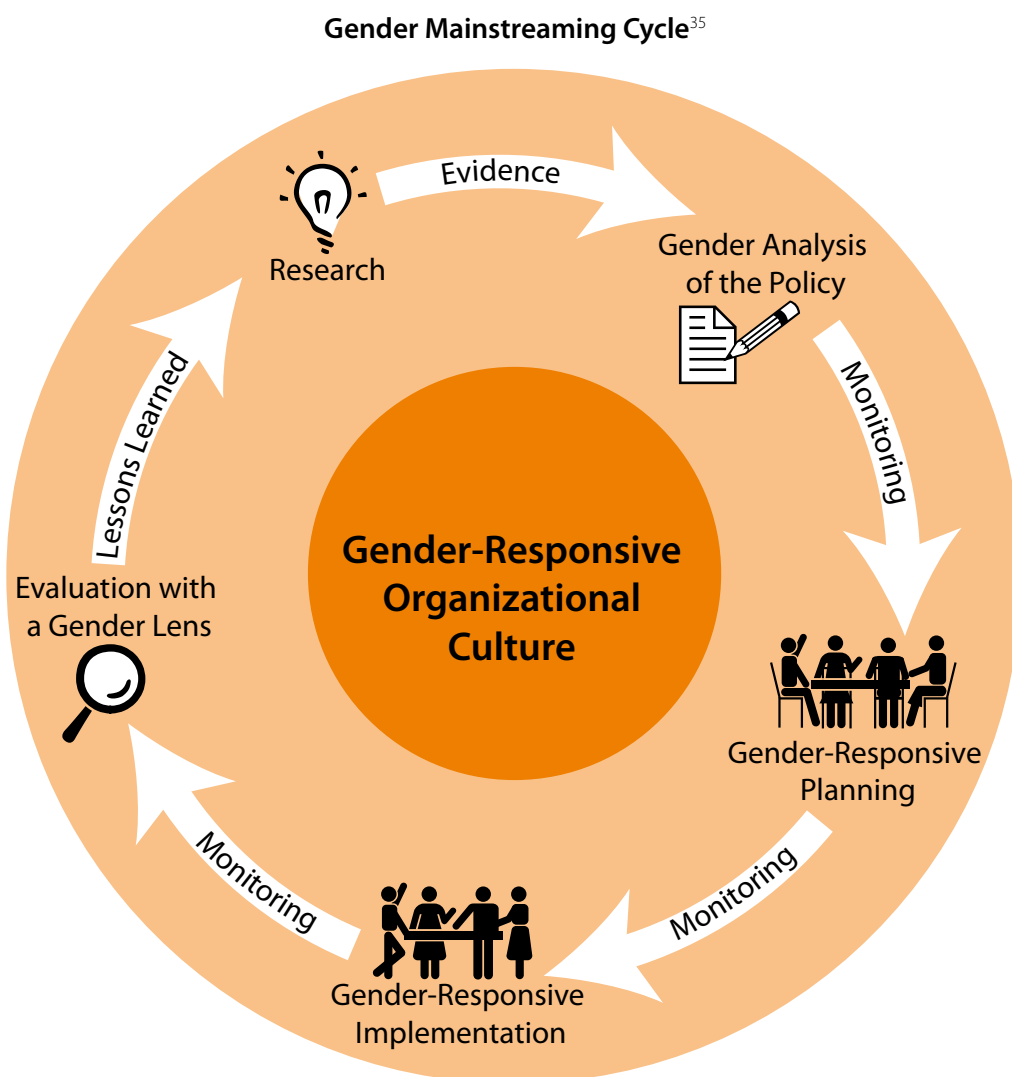 Gender Mainstreaming Cycle35
Evidence
Research
Gender Analysis
of the Policy
Monitoring
Gender-Responsive
Planning
Monitoring
Gender-Responsive
Implementation
Monitoring
Evaluation with
a Gender Lens
Lessons Learned
Gender-Responsive
Organizational
Culture